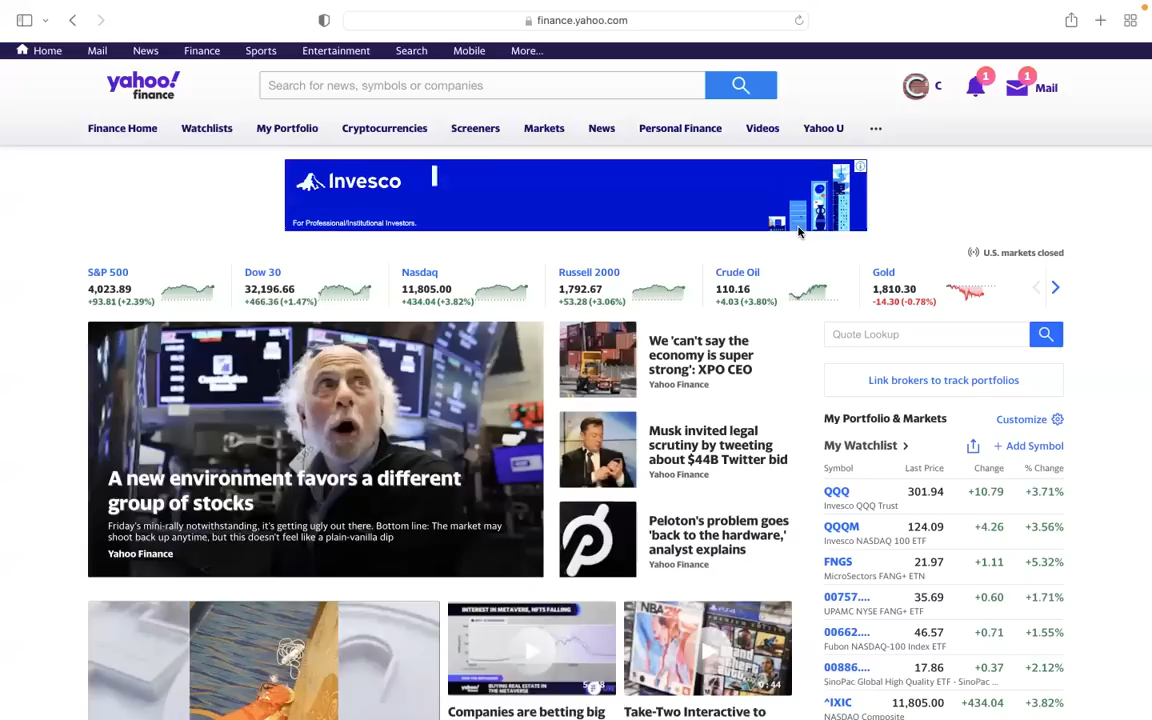 finance.yahoo.com
Home Mail News Finance Sports Entertainment Search Mobile More...
yahoo!
finance
Search for news, symbols or companies
C
1
1
Mail
Finance Home Watchlists My Portfolio Cryptocurrencies Screeners Markets News Personal Finance Videos Yahoo U
Invesco
For Professional/Institutional Investors.
U.S. markets closed
S&P 500
4,023.89
+93.81 (+2.39%)
Dow 30
32,196.66
+466.36 (+1.47%)
Nasdaq
11,805.00
+434.04 (+3.82%)
Russell 2000
1,792.67
+53.28 (+3.06%)
Crude Oil
110.16
+4.03 (+3.80%)
Gold
1,810.30
-14.30 (-0.78%)
A new environment favors a different
group of stocks
Friday's mini-rally notwithstanding, it's getting ugly out there. Bottom line: The market may
shoot back up anytime, but this doesn't feel like a plain-vanilla dip
Yahoo Finance
We 'can't say the
economy is super
strong': XPO CEO
Yahoo Finance
Musk invited legal
scrutiny by tweeting
about $44B Twitter bid
Yahoo Finance
Peloton's problem goes
'back to the hardware,'
analyst explains
Yahoo Finance
Quote Lookup
Link brokers to track portfolios
My Portfolio & Markets Customize
My Watchlist + Add Symbol
Symbol Last Price Change % Change
QQQ 301.94 +10.79 +3.71%
Invesco QQQ Trust
QQQM 124.09 +4.26 +3.56%
Invesco NASDAQ 100 ETF
FNGS 21.97 +1.11 +5.32%
MicroSectors FANG+ ETN
00757.... 35.69 +0.60 +1.71%
UPAMC NYSE FANG+ ETF
00662.... 46.57 +0.71 +1.55%
Fubon NASDAQ-100 Index ETF
00886.... 17.86 +0.37 +2.12%
SinoPac Global High Quality ETF - SinoPac ...
^IXIC 11,805.00 +434.04 +3.82%
NASDAQ Composite
INTEREST IN METAVERE, NFTS FALLING
BUYING REAL ESTATE IN
THE METAVERSE
Companies are betting big
NBA
0:44
Take-Two Interactive to